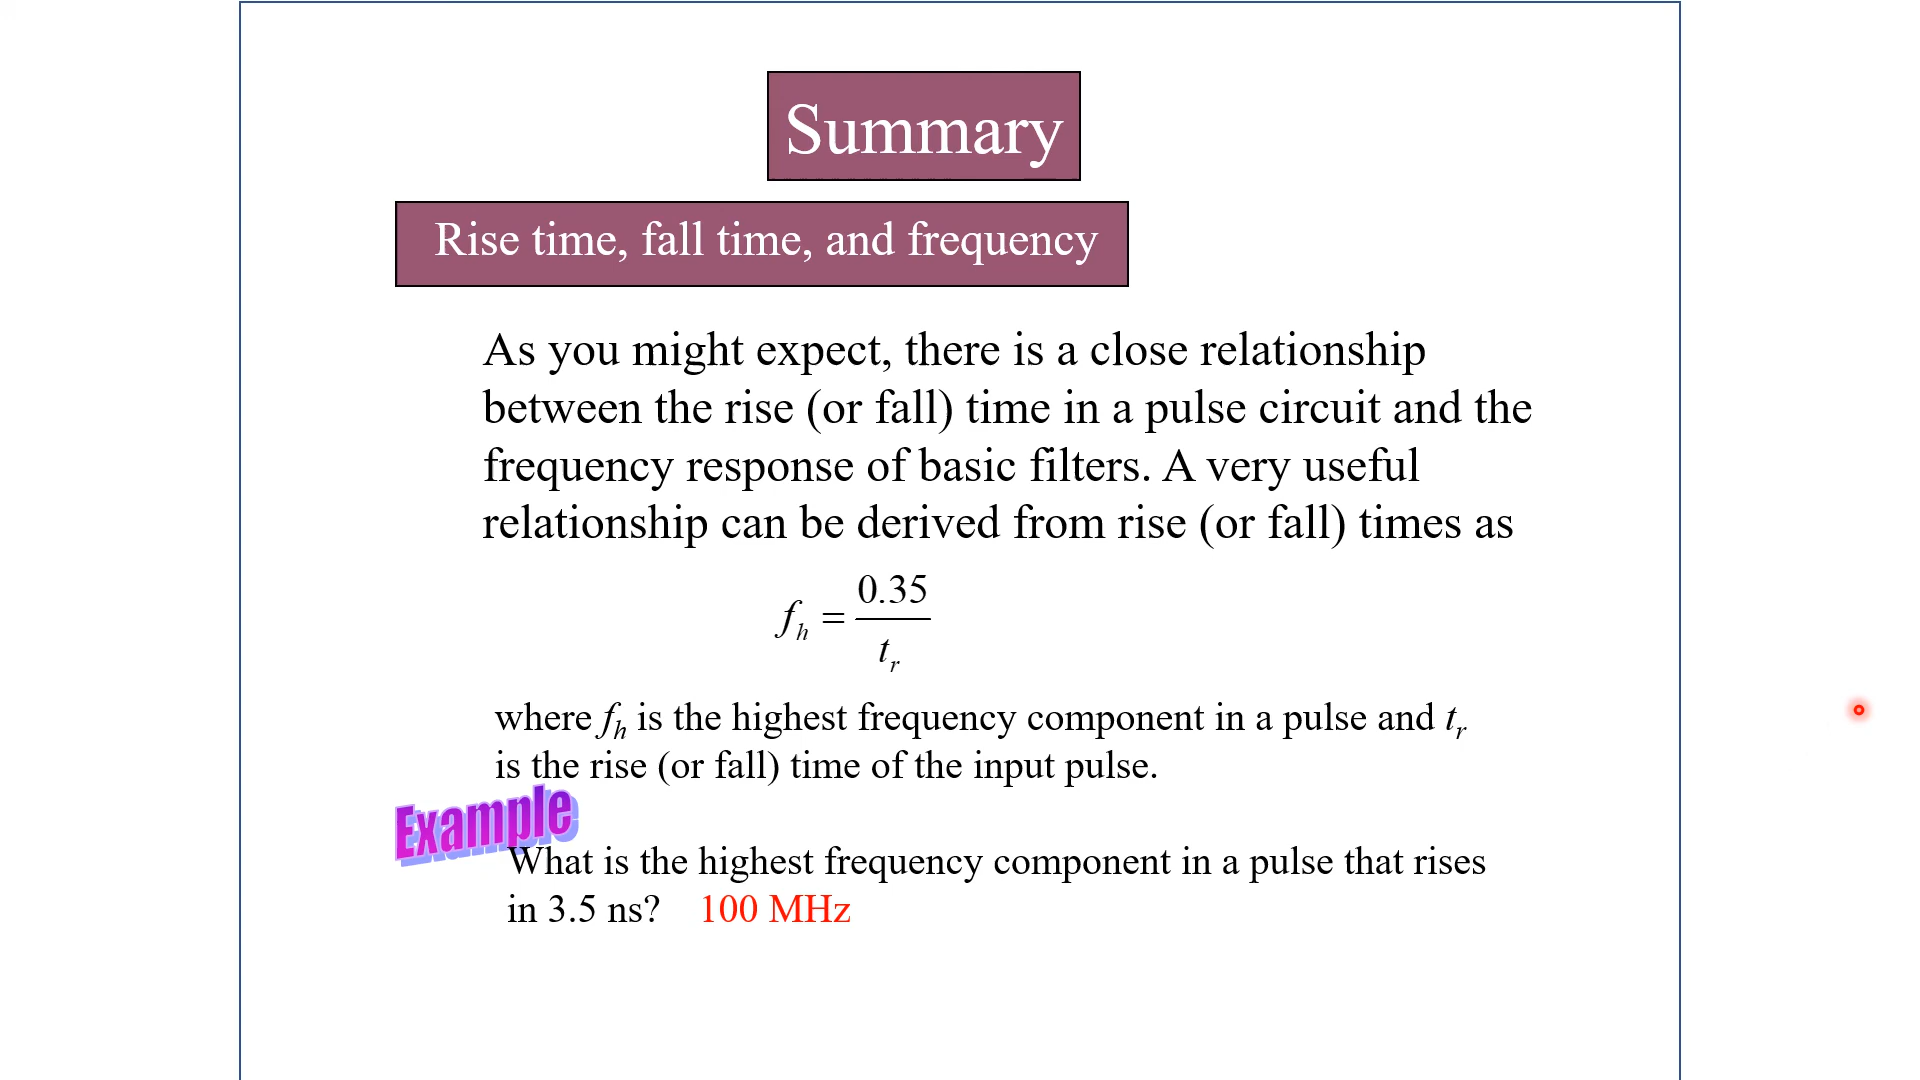 Summary
Rise time, fall time, and frequency
As you might expect, there is a close relationship
between the rise (or fall) time in a pulse circuit and the
frequency response of basic filters. A very useful
relationship can be derived from rise (or fall) times as
f_h = 0.35 / t_r
where f_h is the highest frequency component in a pulse and t_r
is the rise (or fall) time of the input pulse.
Example
What is the highest frequency component in a pulse that rises
in 3.5 ns? 100 MHz